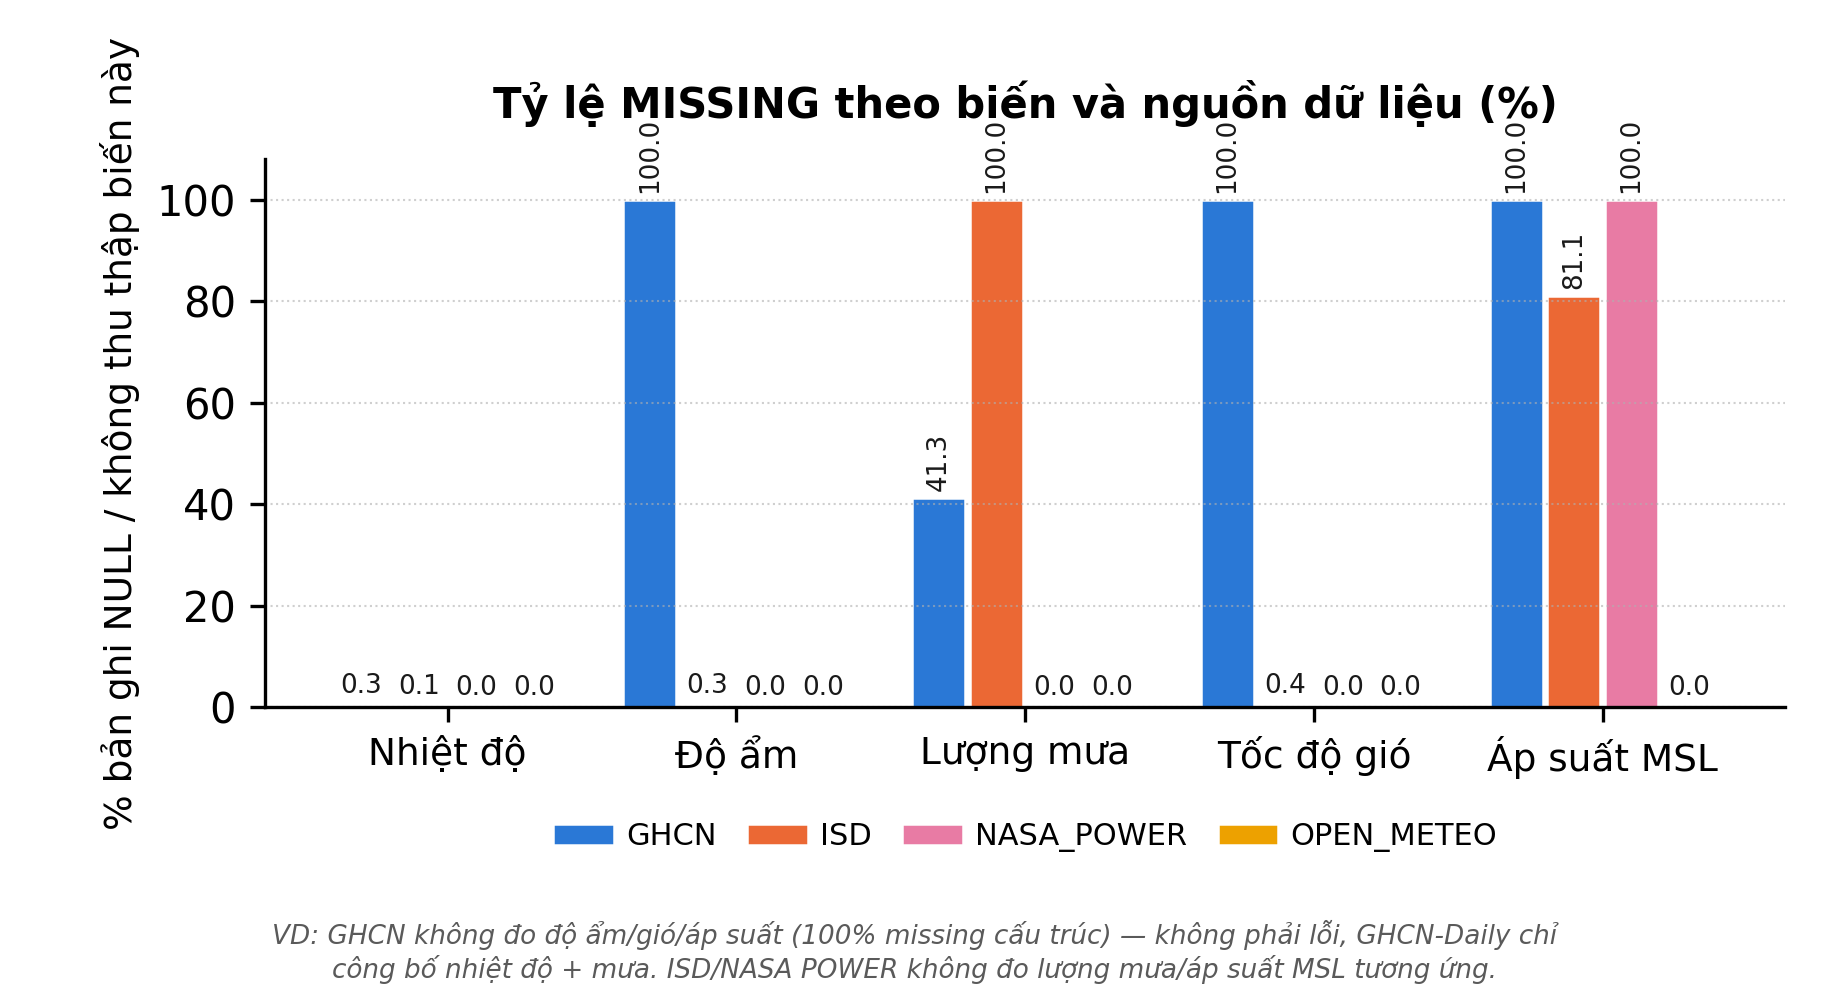 Tỷ lệ MISSING theo biến và nguồn dữ liệu (%)
% bản ghi NULL / không thu thập biến này
100
80
60
40
20
0
0.3 0.1 0.0 0.0
100.0 0.3 0.0 0.0
41.3 100.0 0.0 0.0
100.0 0.4 0.0 0.0
100.0 81.1 100.0 0.0
Nhiệt độ Độ ẩm Lượng mưa Tốc độ gió Áp suất MSL
GHCN ISD NASA_POWER OPEN_METEO
VD: GHCN không đo độ ẩm/gió/áp suất (100% missing cấu trúc) — không phải lỗi, GHCN-Daily chỉ
công bố nhiệt độ + mưa. ISD/NASA POWER không đo lượng mưa/áp suất MSL tương ứng.